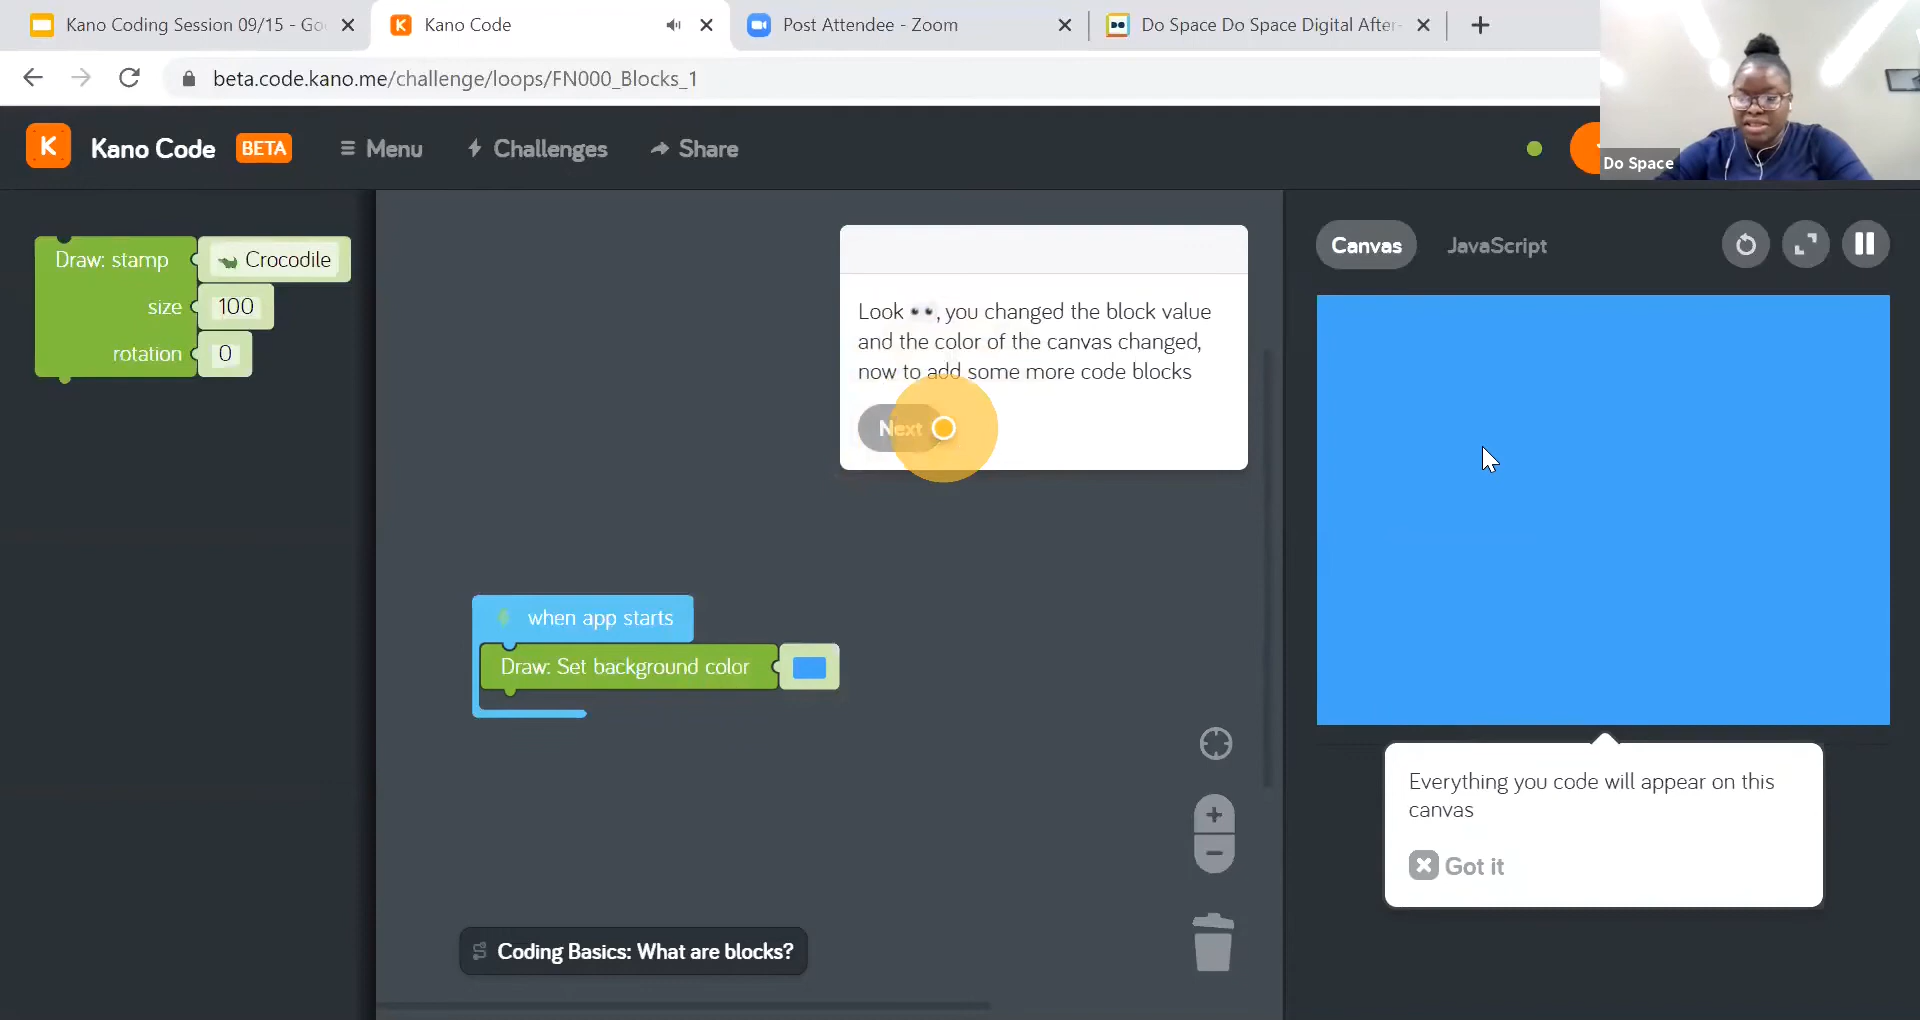 Kano Coding Session 09/15 - Go
Kano Code
Post Attendee - Zoom
Do Space Do Space Digital After-
beta.code.kano.me/challenge/loops/FN000_Blocks_1
K Kano Code BETA
Menu
Challenges
Share
Do Space
Draw: stamp Crocodile
size 100
rotation 0
Look 👀, you changed the block value
and the color of the canvas changed,
now to add some more code blocks
Next
when app starts
Draw: Set background color
Coding Basics: What are blocks?
Canvas
JavaScript
Everything you code will appear on this
canvas
Got it